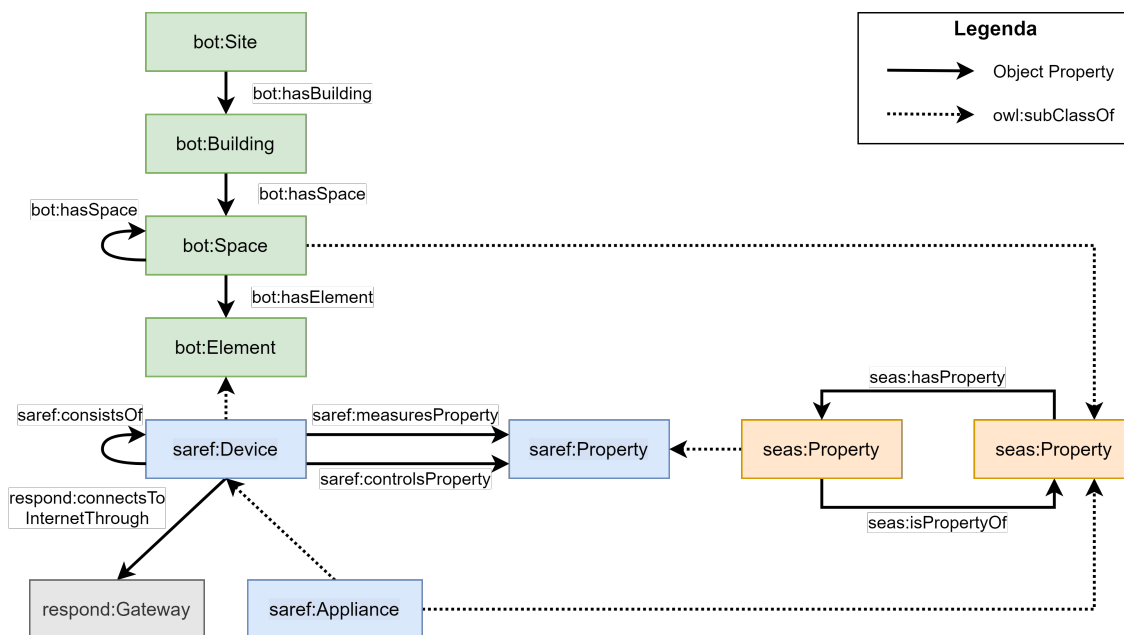 bot:Site
Legenda
Object Property
owl:subClassOf
bot:hasBuilding
bot:Building
bot:hasSpace
bot:hasSpace
bot:Space
bot:hasElement
bot:Element
seas:hasProperty
saref:consistsOf
saref:measuresProperty
saref:Device
saref:Property
seas:Property
seas:Property
saref:controlsProperty
respond:connectsTo
InternetThrough
seas:isPropertyOf
respond:Gateway
saref:Appliance